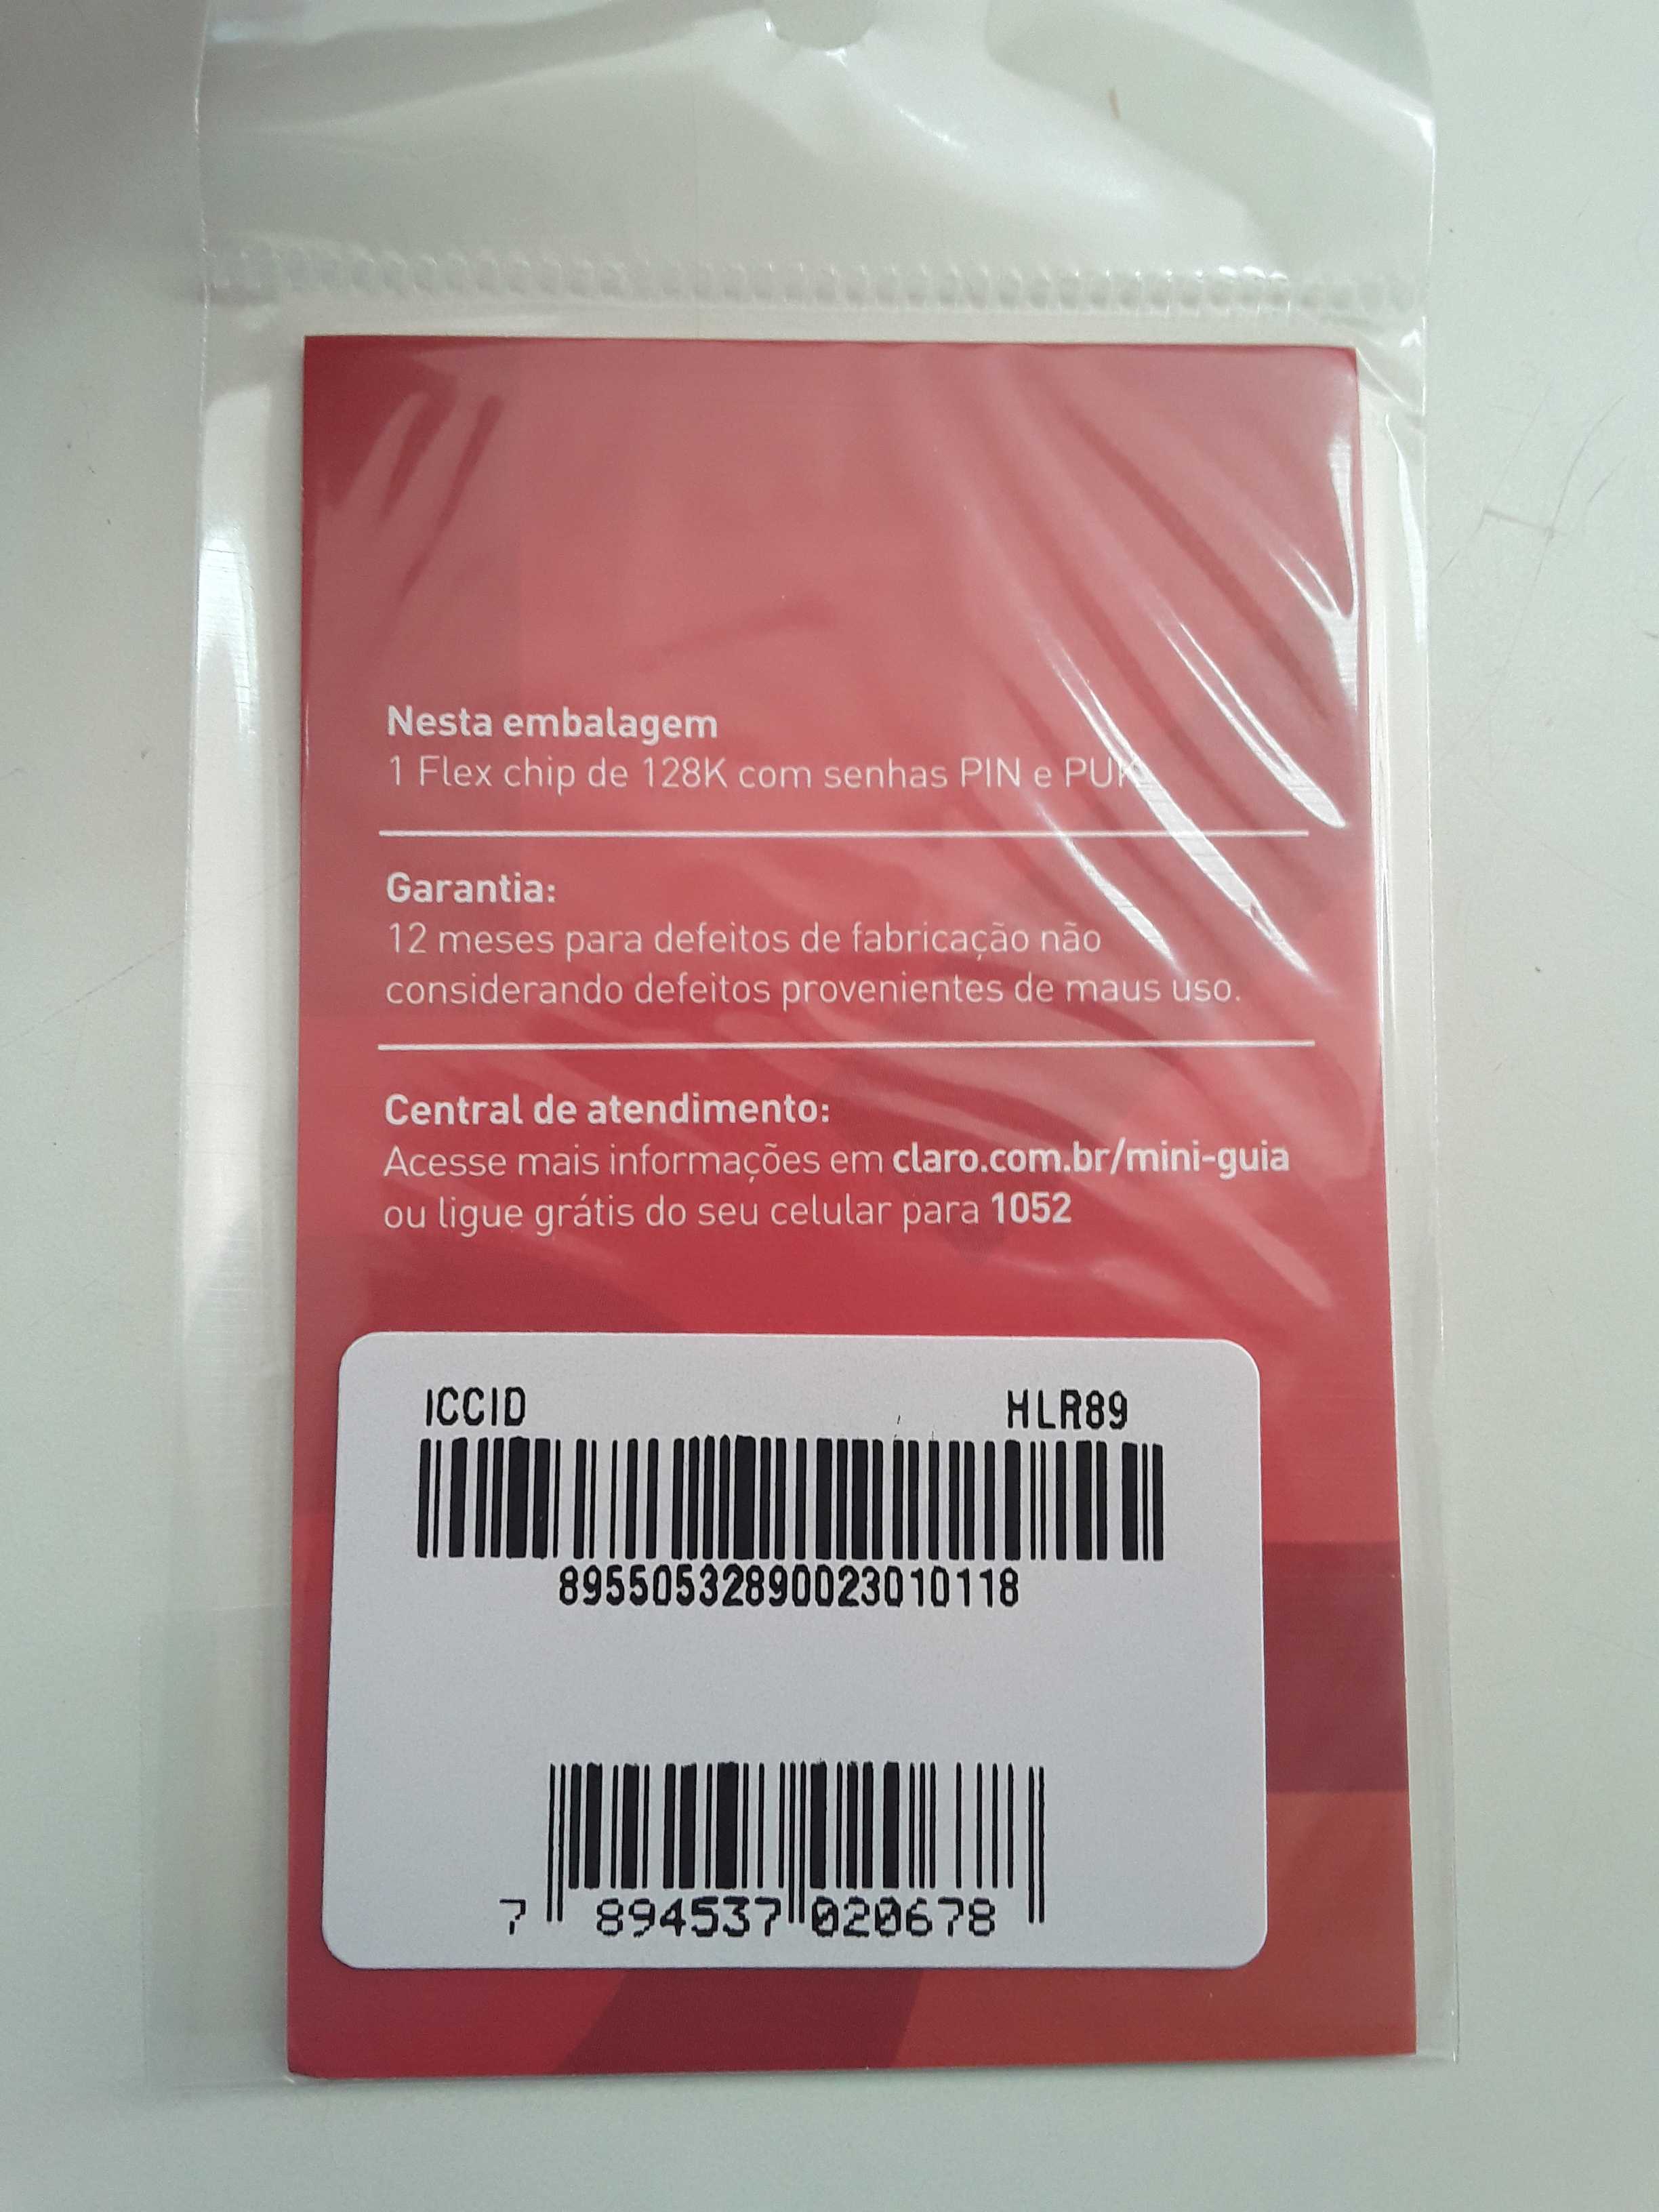 Nesta embalagem
1 Flex chip de 128K com senhas PIN e PUK
Garantia:
12 meses para defeitos de fabricação não
considerando defeitos provenientes de maus uso.
Central de atendimento:
Acesse mais informações em claro.com.br/mini-guia
ou ligue grátis do seu celular para 1052
ICCID HLR89
89550532890023010118
7 894537 020678